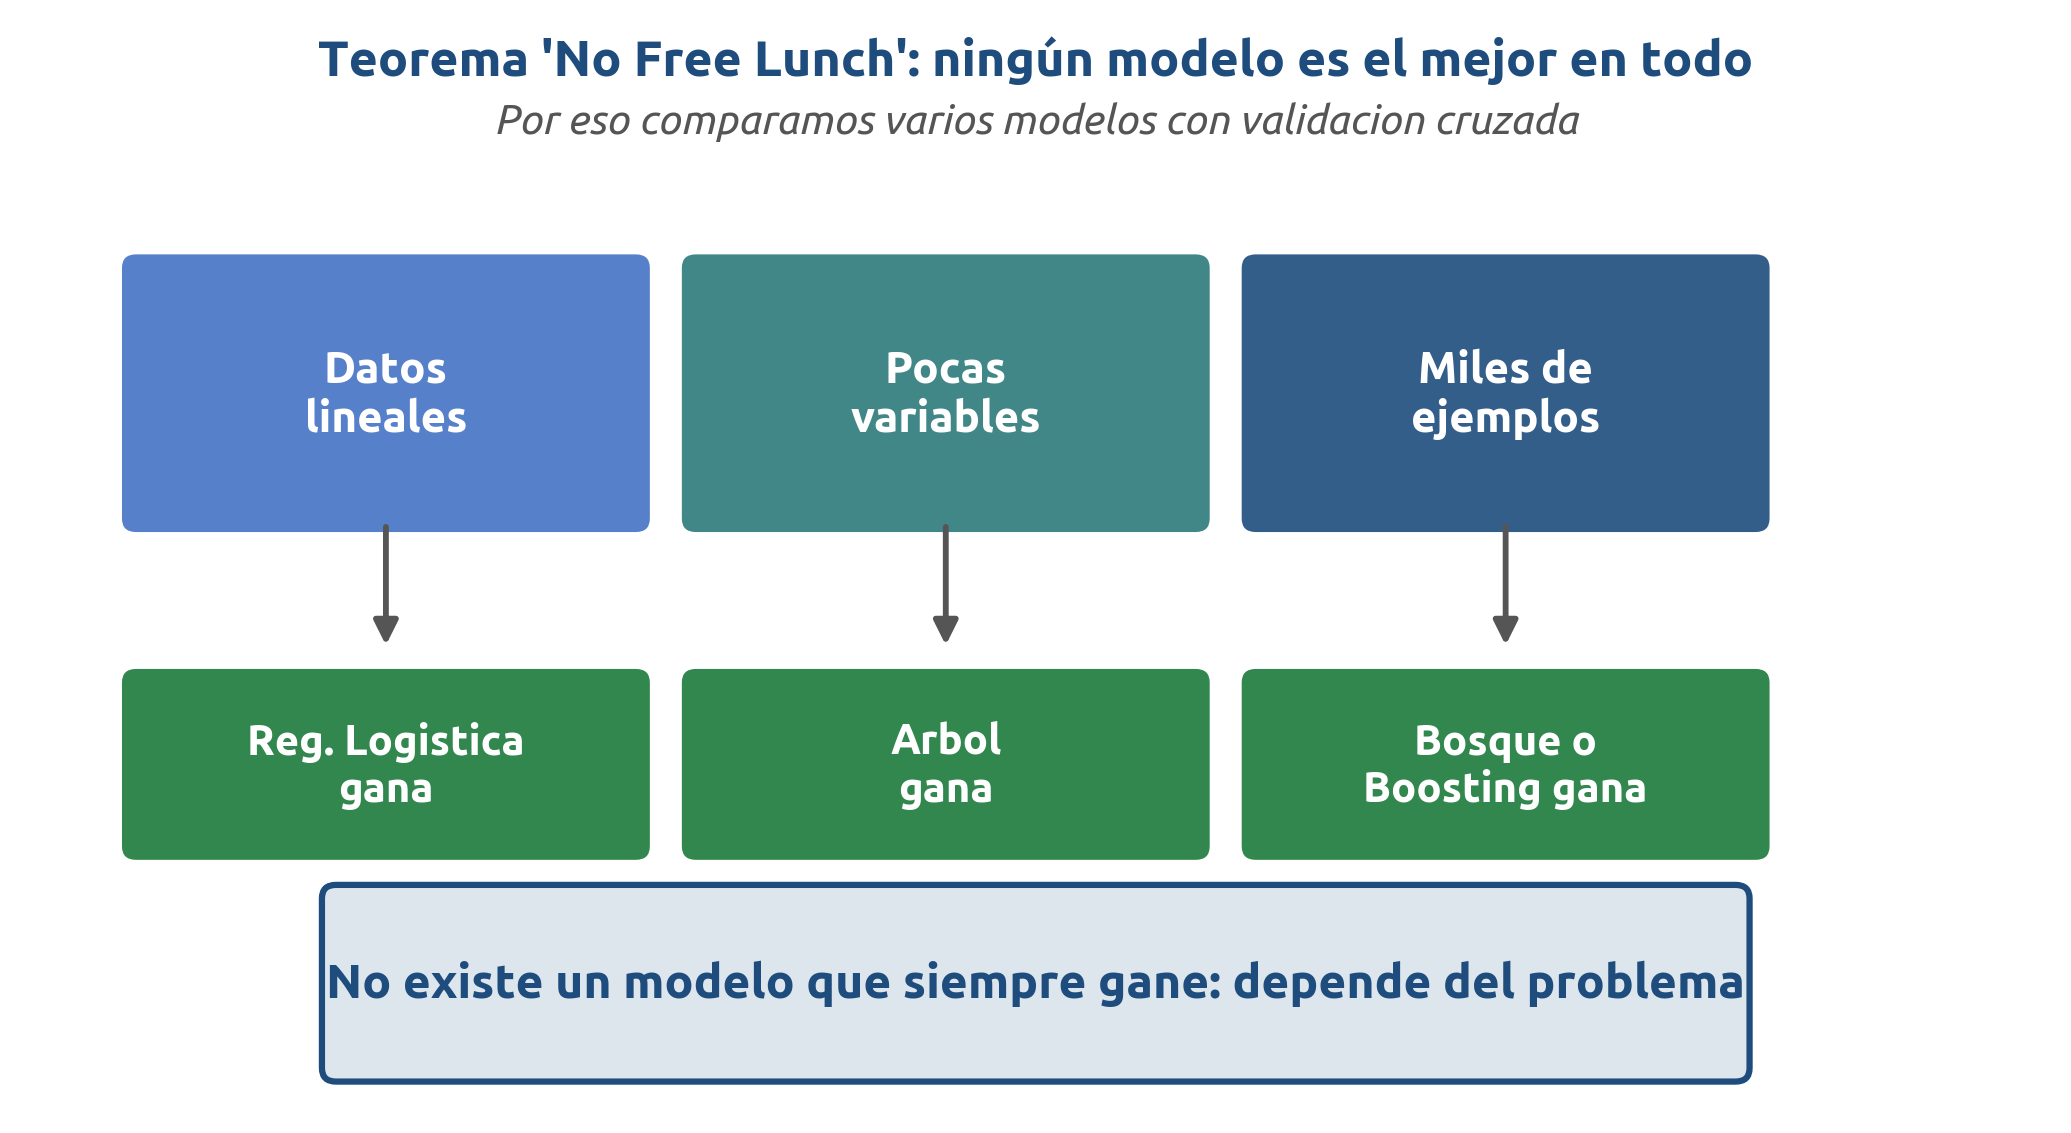 Teorema 'No Free Lunch': ningún modelo es el mejor en todo
Por eso comparamos varios modelos con validacion cruzada
Datos
lineales
Pocas
variables
Miles de
ejemplos
Reg. Logistica
gana
Arbol
gana
Bosque o
Boosting gana
No existe un modelo que siempre gane: depende del problema